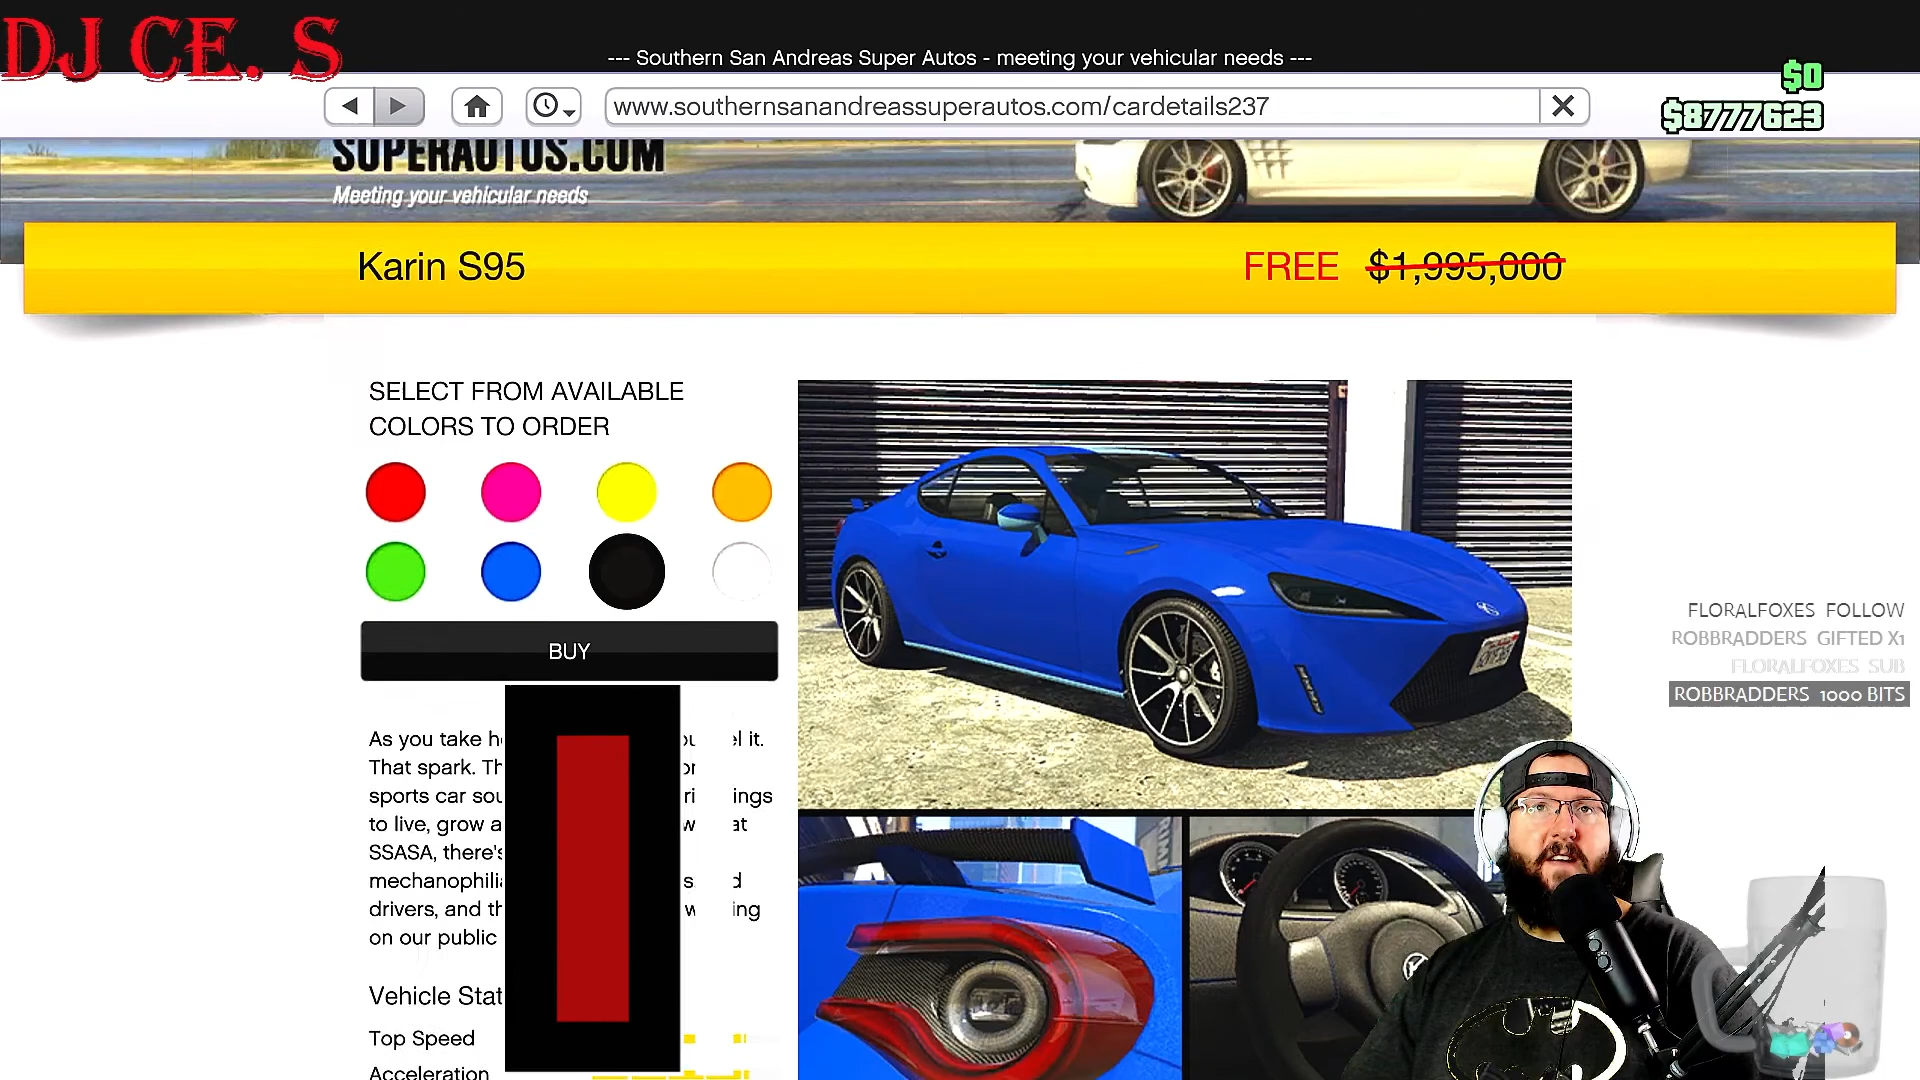 DJ CE. S
--- Southern San Andreas Super Autos - meeting your vehicular needs ---
$0
www.southernsanandreassuperautos.com/cardetails237
$8777623
SUPERAUTOS.COM
Meeting your vehicular needs
Karin S95
FREE $1,995,000
SELECT FROM AVAILABLE
COLORS TO ORDER
BUY
As you take it.
That spark.
sports car
to live, grow
SSASA, there's
drivers, and
on our public
Vehicle
Top Speed
Acceleration
FLORALFOXES FOLLOW
ROBBRADDERS GIFTED X1
FLORALFOXES SUB
ROBBRADDERS 1000 BITS